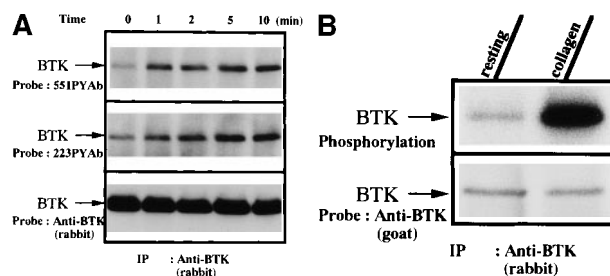 A
Time 0 1 2 5 10 (min)
BTK
Probe : 551PYAb
BTK
Probe : 223PYAb
BTK
Probe : Anti-BTK
(rabbit)
IP : Anti-BTK
(rabbit)
B
resting collagen
BTK
Phosphorylation
BTK
Probe : Anti-BTK
(goat)
IP : Anti-BTK
(rabbit)